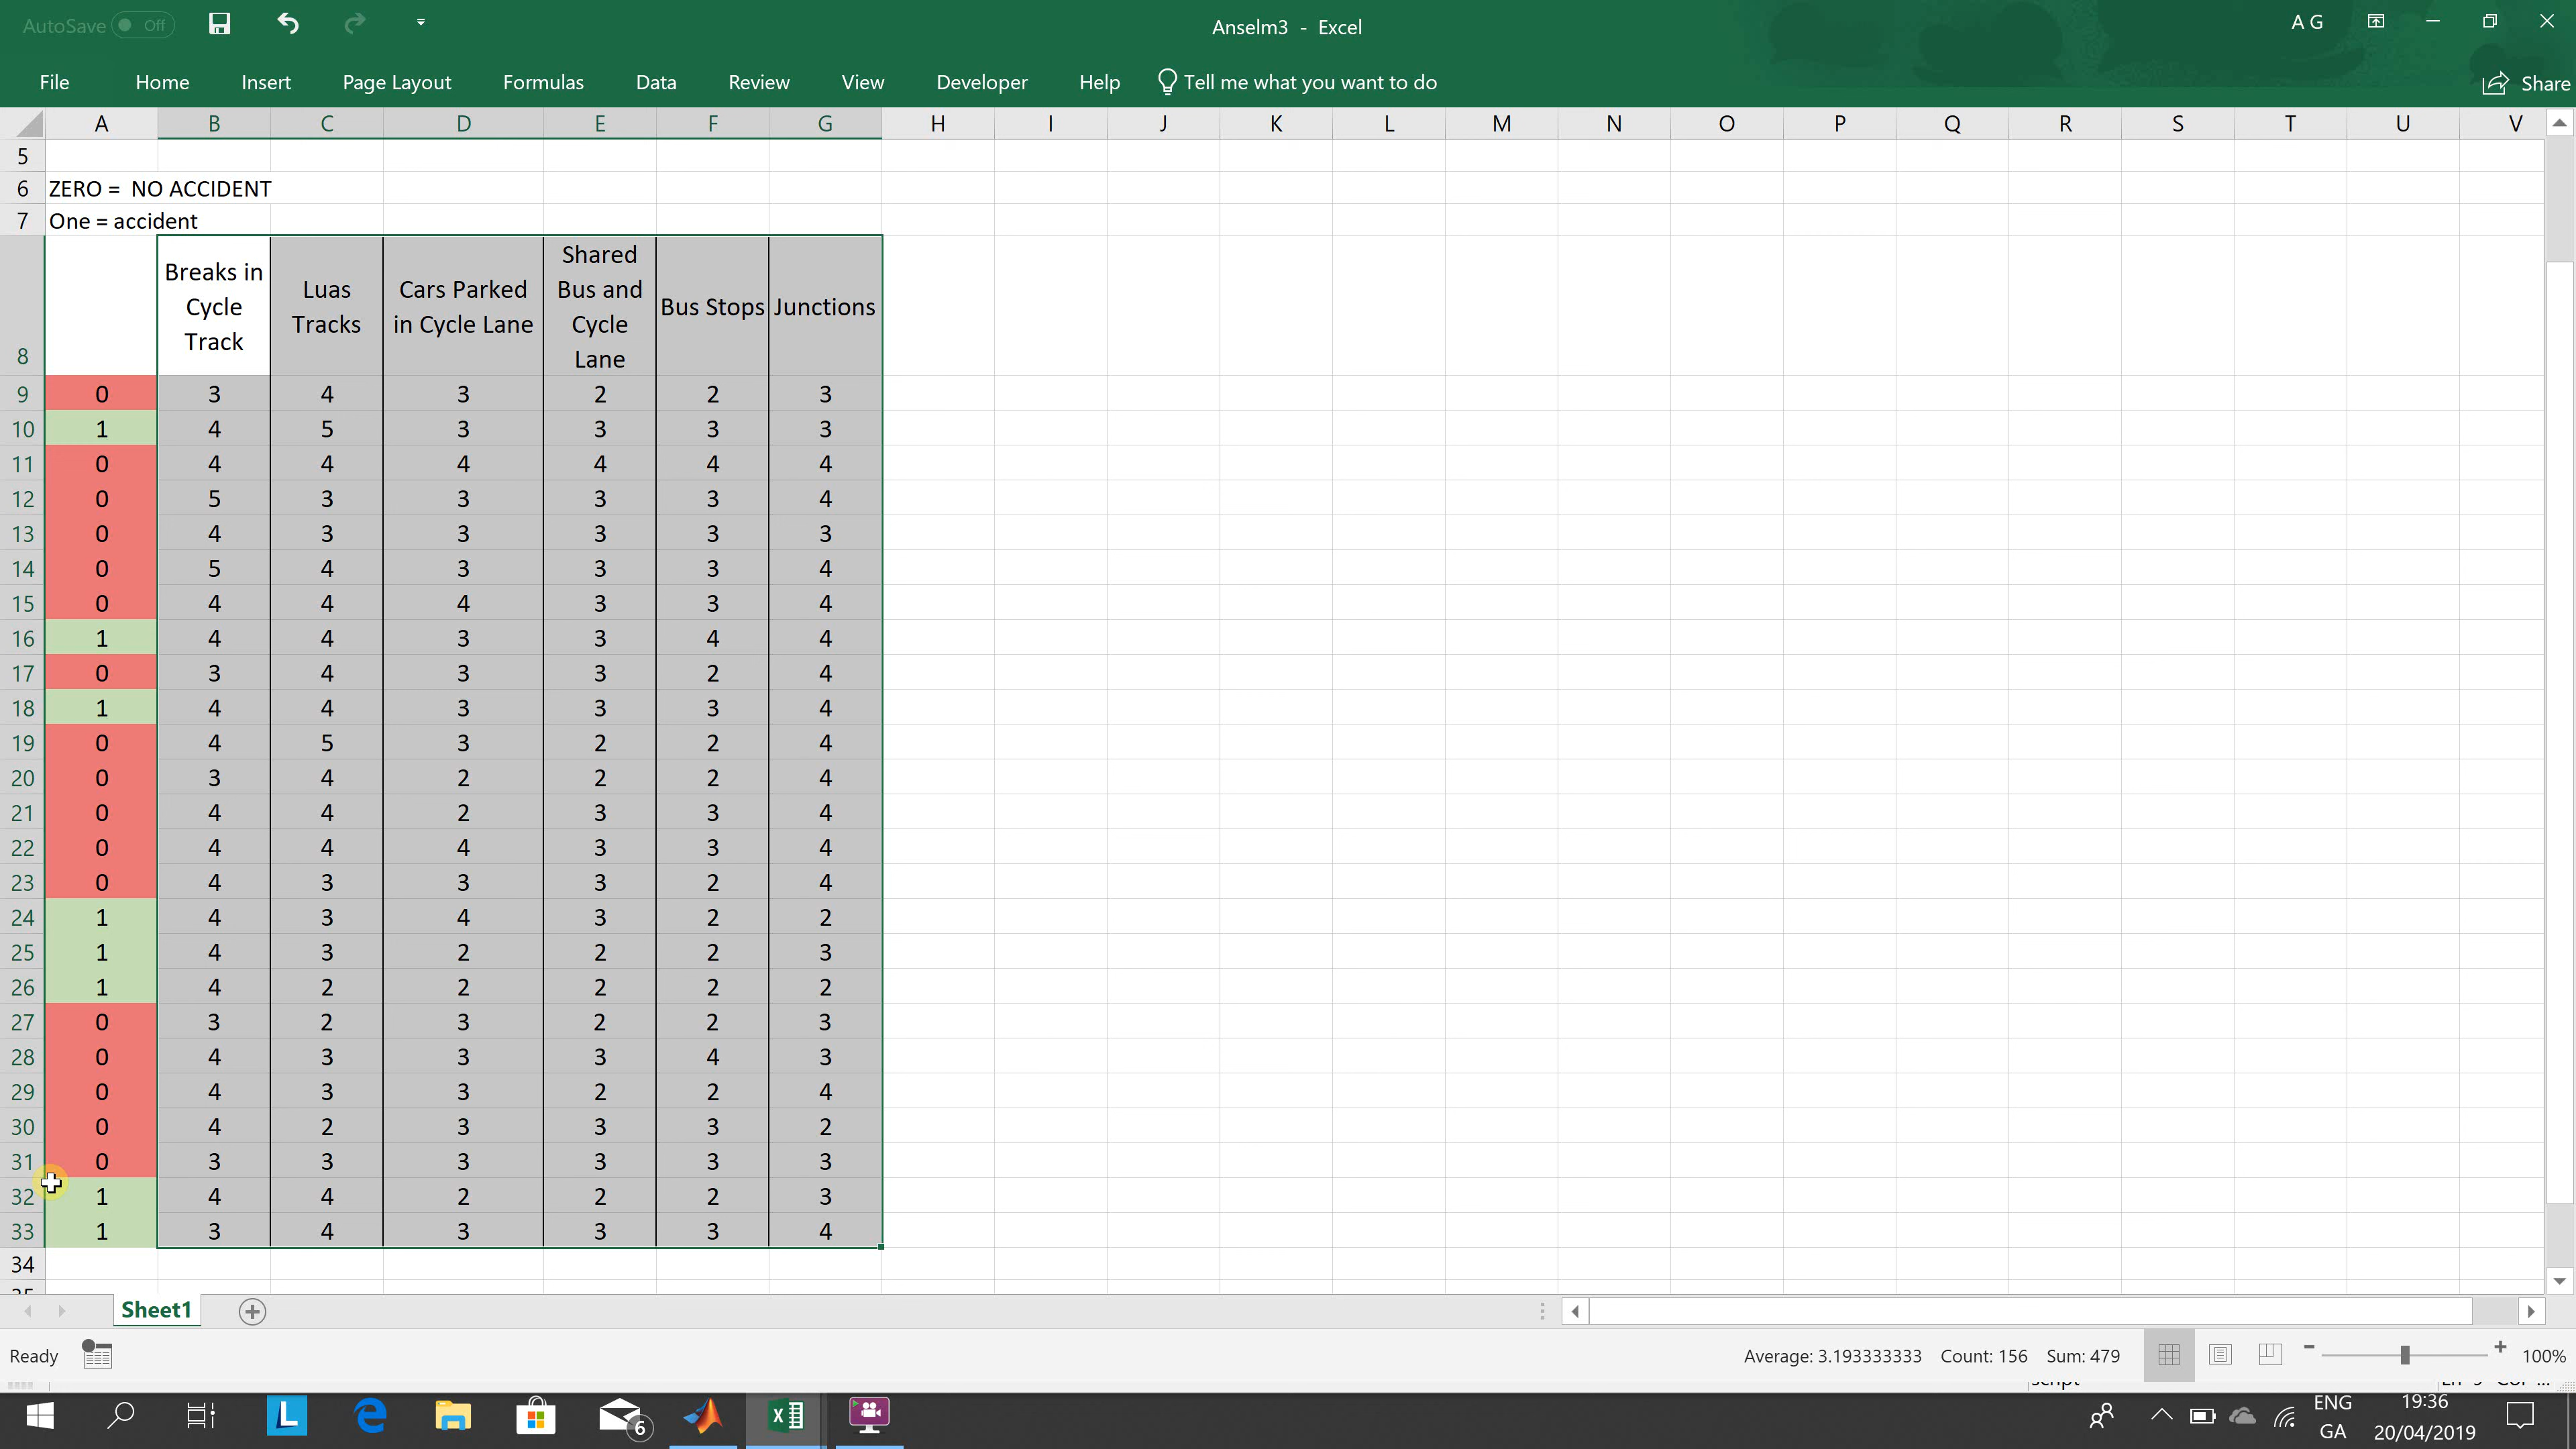 AutoSave Off
Anselm3 - Excel
A G
File Home Insert Page Layout Formulas Data Review View Developer Help Tell me what you want to do Share
A B C D E F G H I J K L M N O P Q R S T U V
5
6 ZERO = NO ACCIDENT
7 One = accident
8 Breaks in Cycle Track Luas Tracks Cars Parked in Cycle Lane Shared Bus and Cycle Lane Bus Stops Junctions
9 0 3 4 3 2 2 3
10 1 4 5 3 3 3 3
11 0 4 4 4 4 4 4
12 0 5 3 3 3 3 4
13 0 4 3 3 3 3 3
14 0 5 4 3 3 3 4
15 0 4 4 4 3 3 4
16 1 4 4 3 3 4 4
17 0 3 4 3 3 2 4
18 1 4 4 3 3 3 4
19 0 4 5 3 2 2 4
20 0 3 4 2 2 2 4
21 0 4 4 2 3 3 4
22 0 4 4 4 3 3 4
23 0 4 3 3 3 2 4
24 1 4 3 4 3 2 2
25 1 4 3 2 2 2 3
26 1 4 2 2 2 2 2
27 0 3 2 3 2 2 3
28 0 4 3 3 3 4 3
29 0 4 3 3 2 2 4
30 0 4 2 3 3 3 2
31 0 3 3 3 3 3 3
32 1 4 4 2 2 2 3
33 1 3 4 3 3 3 4
34
Sheet1
Ready
Average: 3.193333333 Count: 156 Sum: 479
100%
6
ENG
GA
19:36
20/04/2019